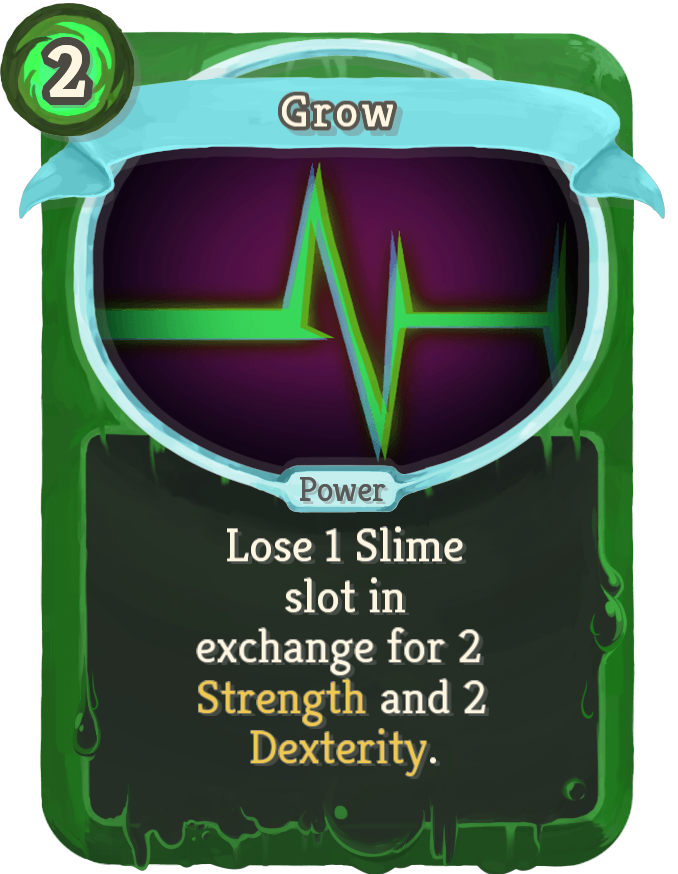 2
Grow
Power
Lose 1 Slime
slot in
exchange for 2
Strength and 2
Dexterity.